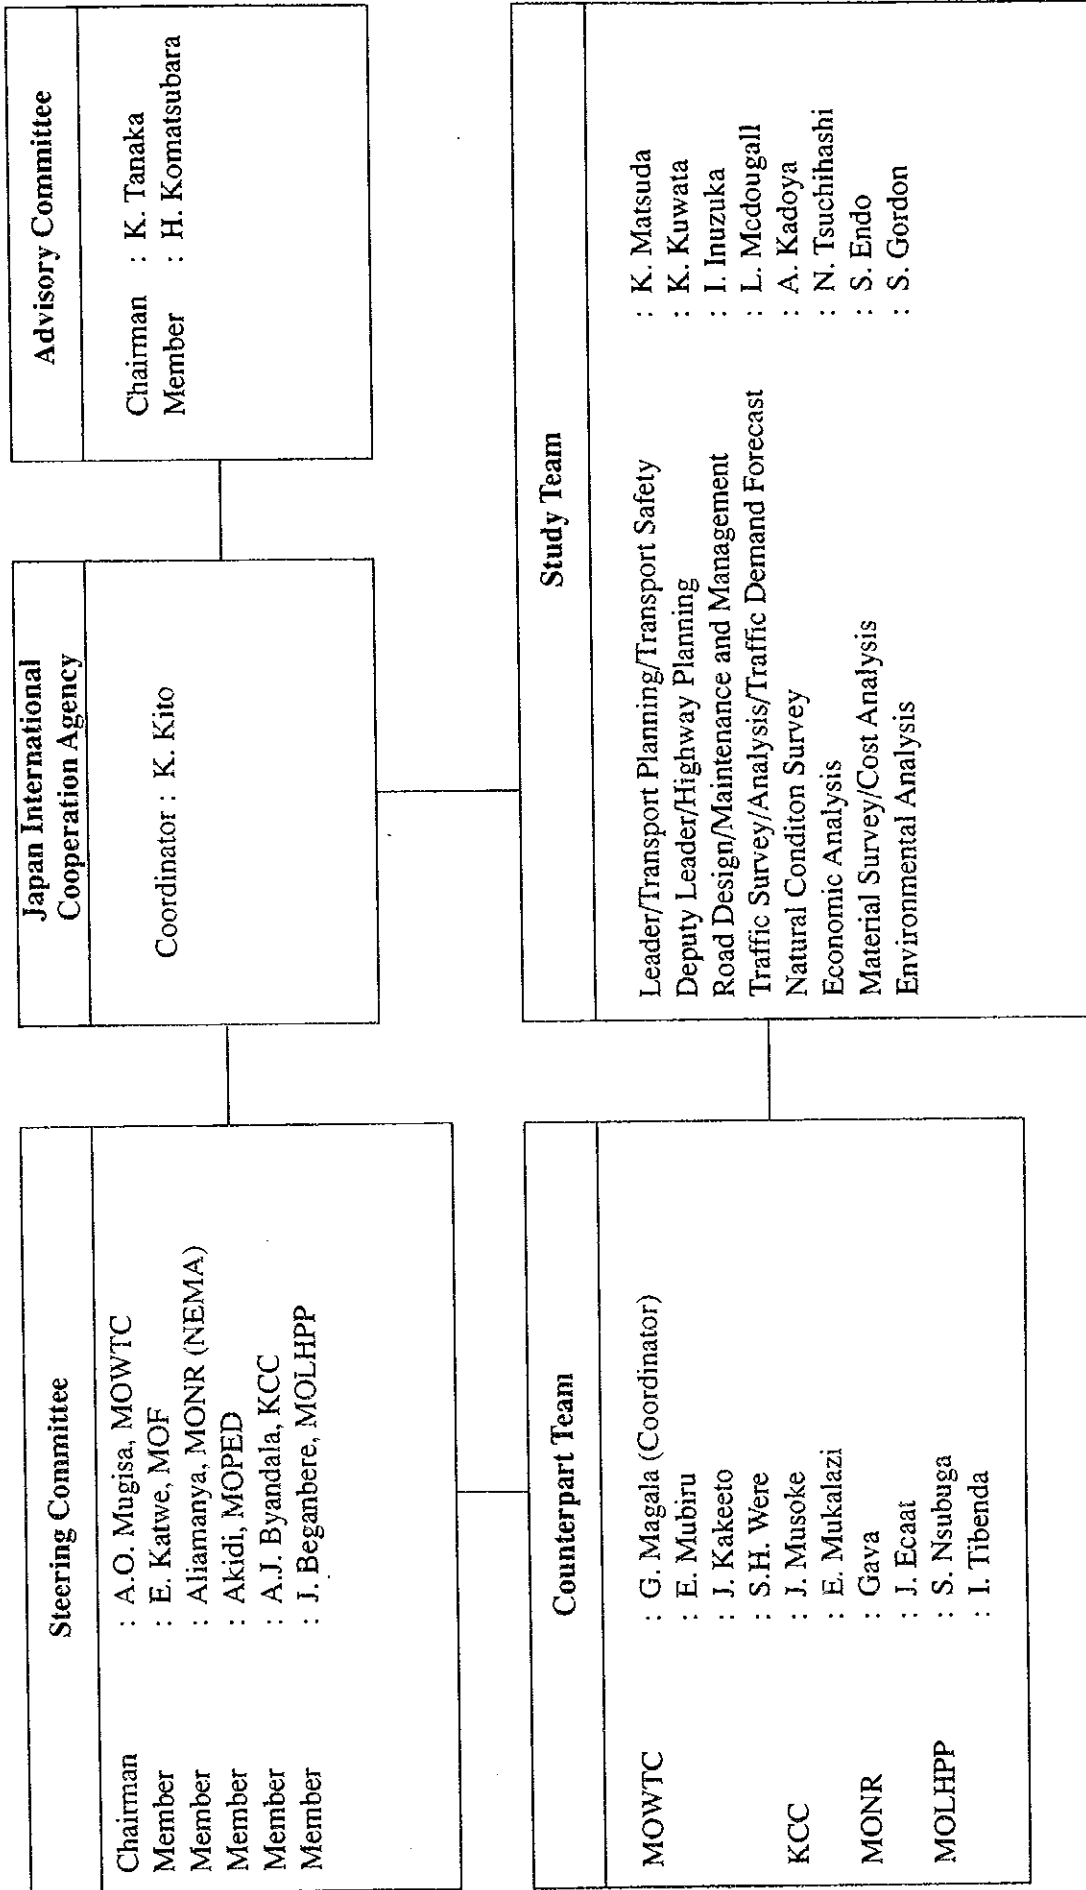 Steering Committee
Chairman : A.O. Mugisa, MOWTC
Member : E. Katwe, MOF
Member : Aliamanya, MONR (NEMA)
Member : Akidi, MOPED
Member : A.J. Byandala, KCC
Member : J. Beganbere, MOLHPP
Japan International
Cooperation Agency
Coordinator : K. Kito
Advisory Committee
Chairman : K. Tanaka
Member : H. Komatsubara
Counterpart Team
MOWTC : G. Magala (Coordinator)
: E. Mubiru
: J. Kakeeto
: S.H. Were
KCC : J. Musoke
: E. Mukalazi
MONR : Gava
: J. Ecaat
MOLHPP : S. Nsubuga
: I. Tibenda
Study Team
Leader/Transport Planning/Transport Safety : K. Matsuda
Deputy Leader/Highway Planning : K. Kuwata
Road Design/Maintenance and Management : I. Inuzuka
Traffic Survey/Analysis/Traffic Demand Forecast : L. Mcdougall
Natural Conditon Survey : A. Kadoya
Economic Analysis : N. Tsuchihashi
Material Survey/Cost Analysis : S. Endo
Environmental Analysis : S. Gordon